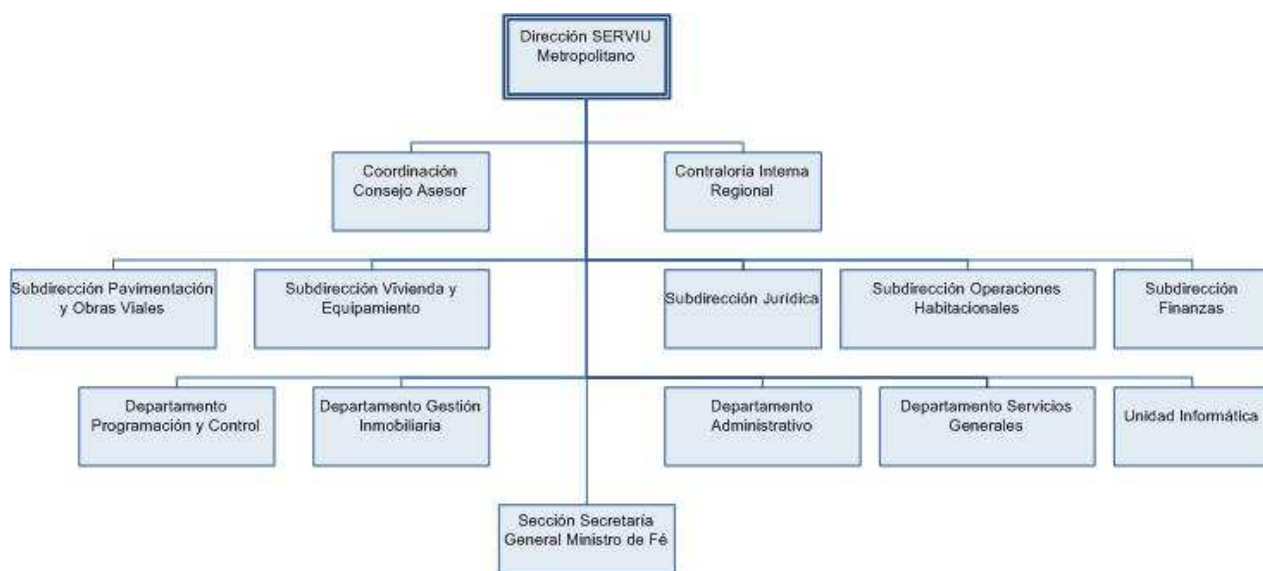 Dirección SERVIU
Metropolitano
Coordinación
Consejo Asesor
Contraloría Interna
Regional
Subdirección Pavimentación
y Obras Viales
Subdirección Vivienda y
Equipamiento
Subdirección Jurídica
Subdirección Operaciones
Habitacionales
Subdirección
Finanzas
Departamento
Programación y Control
Departamento Gestión
Inmobiliaria
Departamento
Administrativo
Departamento Servicios
Generales
Unidad Informática
Sección Secretaría
General Ministro de Fé